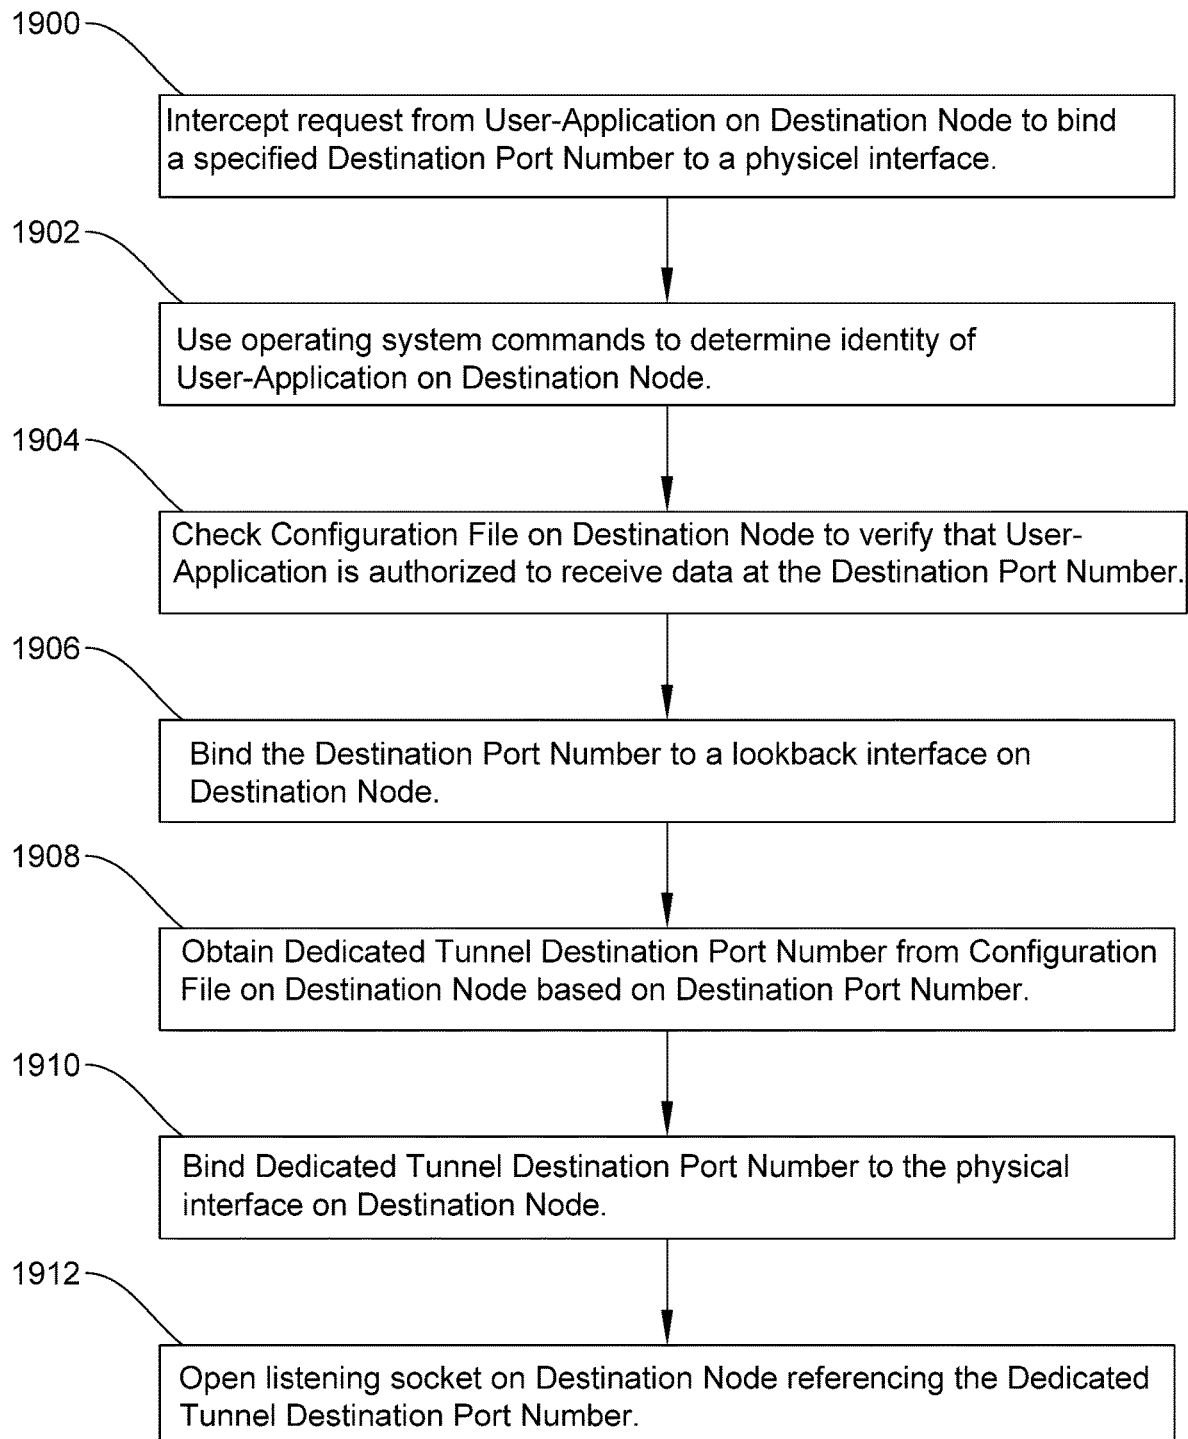 1900
Intercept request from User-Application on Destination Node to bind
a specified Destination Port Number to a physicel interface.
1902
Use operating system commands to determine identity of
User-Application on Destination Node.
1904
Check Configuration File on Destination Node to verify that User-
Application is authorized to receive data at the Destination Port Number.
1906
Bind the Destination Port Number to a lookback interface on
Destination Node.
1908
Obtain Dedicated Tunnel Destination Port Number from Configuration
File on Destination Node based on Destination Port Number.
1910
Bind Dedicated Tunnel Destination Port Number to the physical
interface on Destination Node.
1912
Open listening socket on Destination Node referencing the Dedicated
Tunnel Destination Port Number.